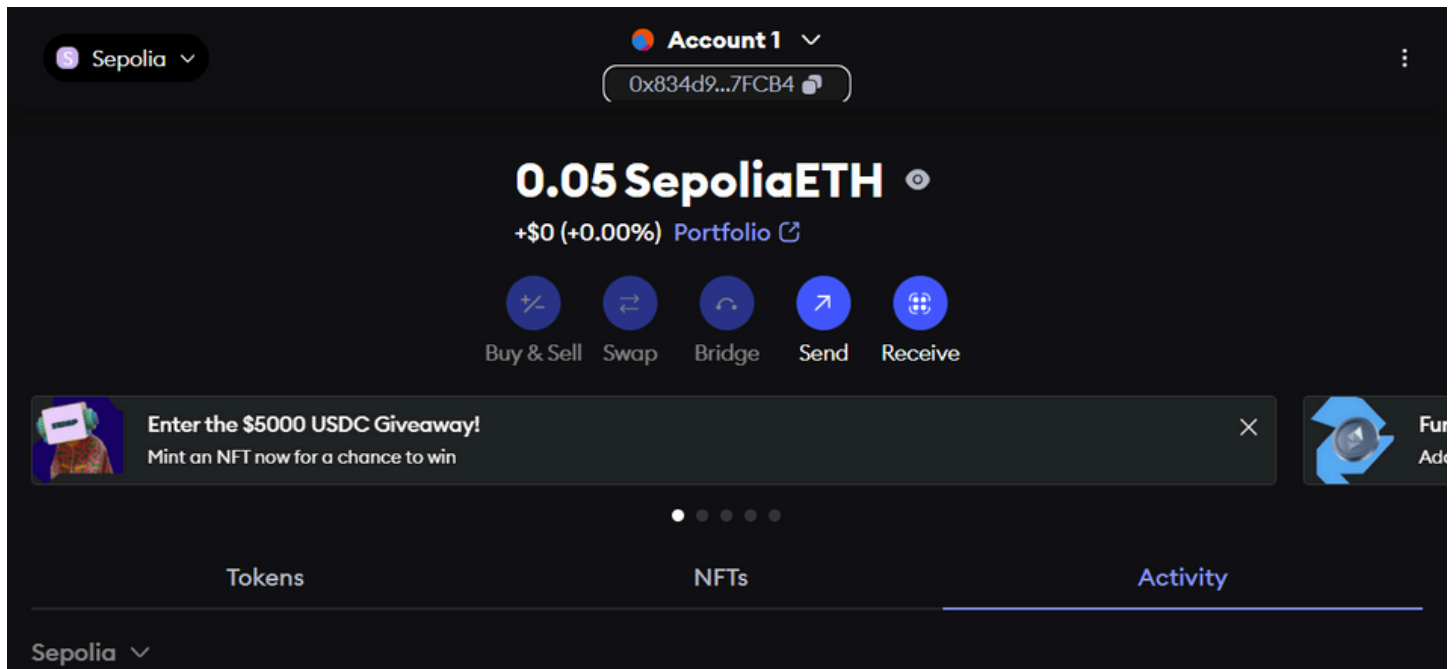 S Sepolia
Account 1
0x834d9...7FCB4
0.05 SepoliaETH
+$0 (+0.00%) Portfolio
Buy & Sell Swap Bridge Send Receive
Enter the $5000 USDC Giveaway!
Mint an NFT now for a chance to win
Tokens NFTs Activity
Sepolia